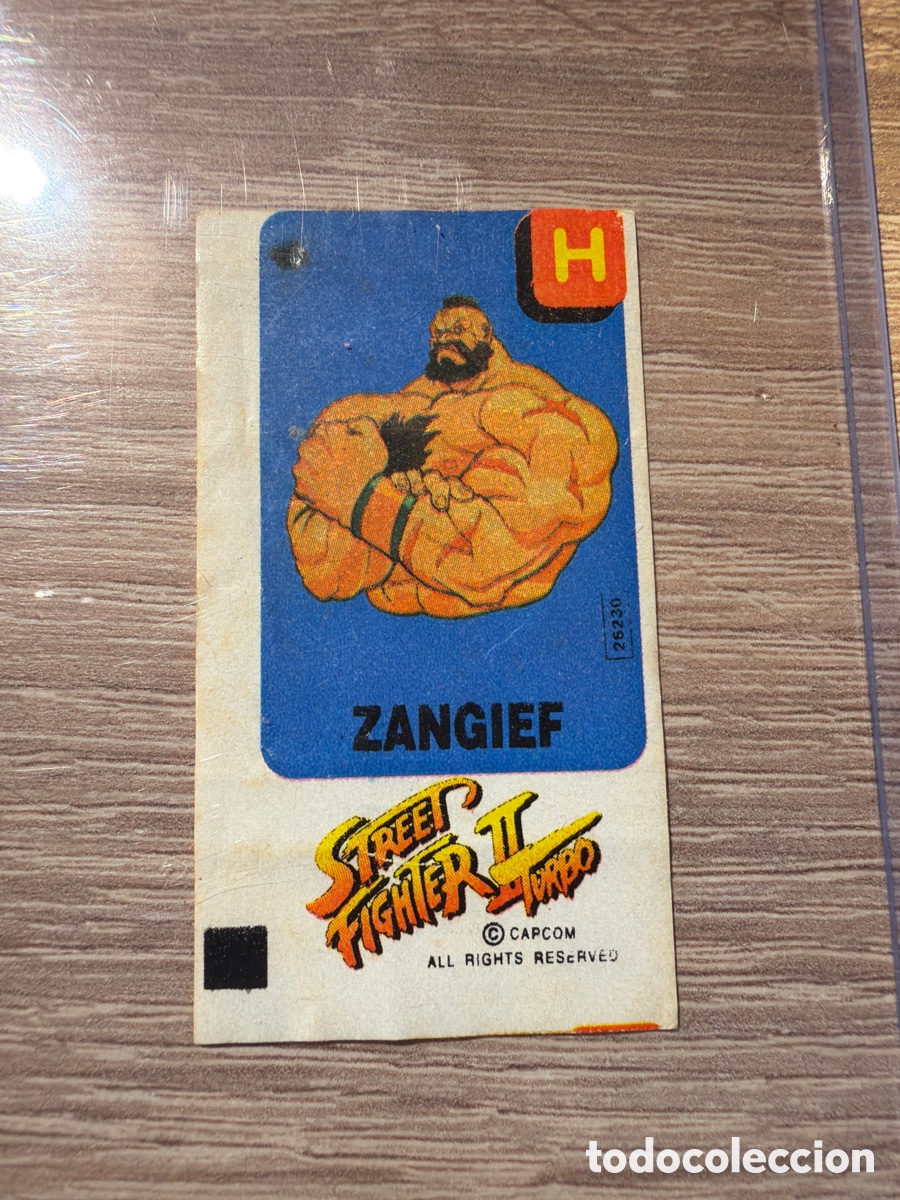 H
26230
ZANGIEF
STREET
FIGHTER II
TURBO
© CAPCOM
ALL RIGHTS RESERVED
todocoleccion